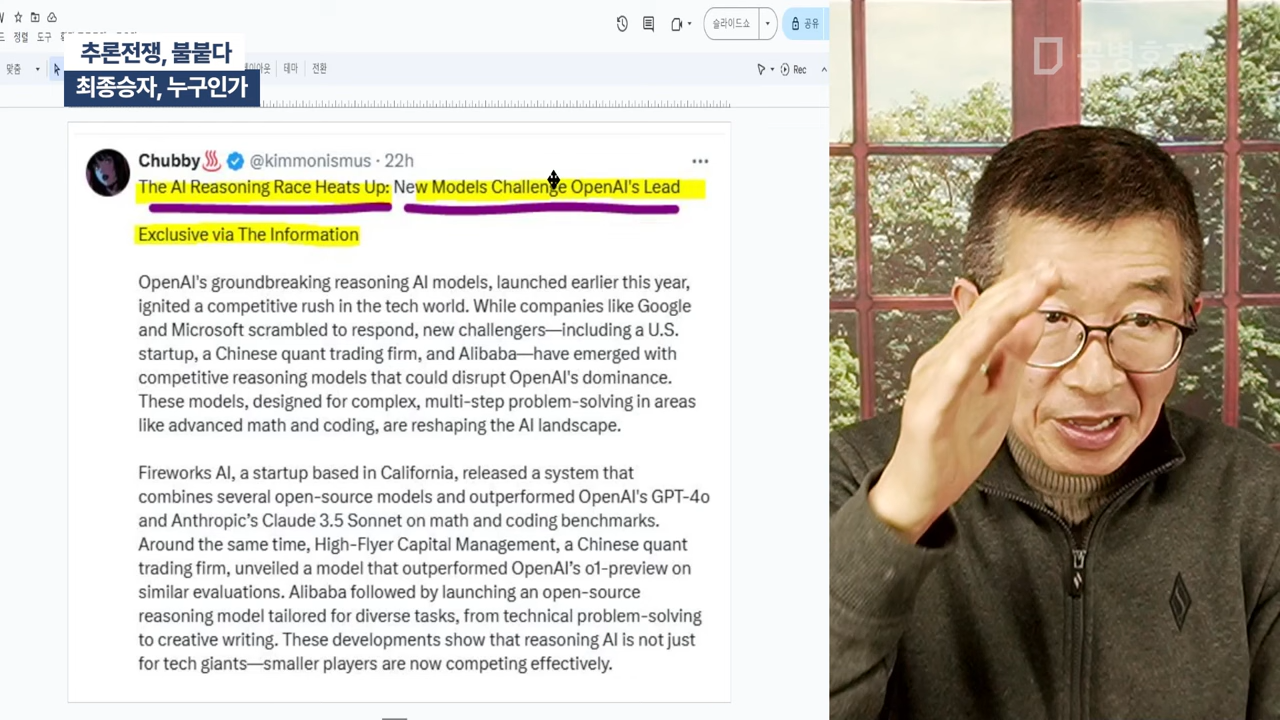 슬라이드쇼
공유
정렬 도구
추론전쟁, 불붙다
최종승자, 누구인가
맞춤
테마
전환
Rec
Chubby @kimmonismus · 22h
The AI Reasoning Race Heats Up: New Models Challenge OpenAI's Lead
Exclusive via The Information
OpenAI's groundbreaking reasoning AI models, launched earlier this year,
ignited a competitive rush in the tech world. While companies like Google
and Microsoft scrambled to respond, new challengers—including a U.S.
startup, a Chinese quant trading firm, and Alibaba—have emerged with
competitive reasoning models that could disrupt OpenAI's dominance.
These models, designed for complex, multi-step problem-solving in areas
like advanced math and coding, are reshaping the AI landscape.
Fireworks AI, a startup based in California, released a system that
combines several open-source models and outperformed OpenAI's GPT-4o
and Anthropic’s Claude 3.5 Sonnet on math and coding benchmarks.
Around the same time, High-Flyer Capital Management, a Chinese quant
trading firm, unveiled a model that outperformed OpenAI’s o1-preview on
similar evaluations. Alibaba followed by launching an open-source
reasoning model tailored for diverse tasks, from technical problem-solving
to creative writing. These developments show that reasoning AI is not just
for tech giants—smaller players are now competing effectively.